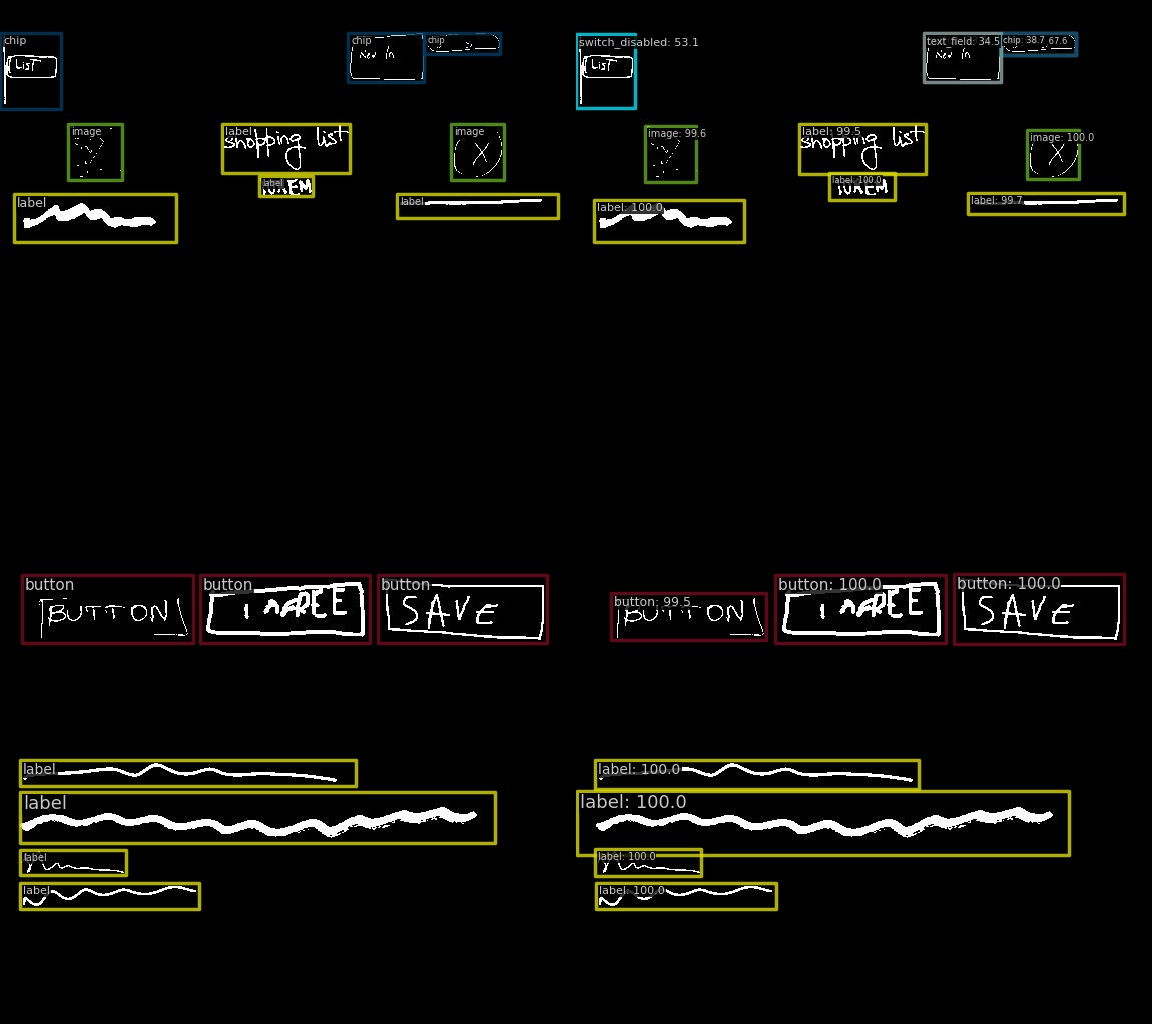 chip chip chip switch_disabled: 53.1 text_field: 34.5 chip: 38.7 67.6
LIST New In LIST New In
image label image image: 99.6 label: 99.5 image: 100.0
shopping list X shopping list X
label label: 100.0
label label label: 100.0 label: 99.7
button button button button: 99.5 button: 100.0 button: 100.0
BUTTON SAVE BUTTON SAVE
label label: 100.0
label label: 100.0
label label: 100.0
label label: 100.0